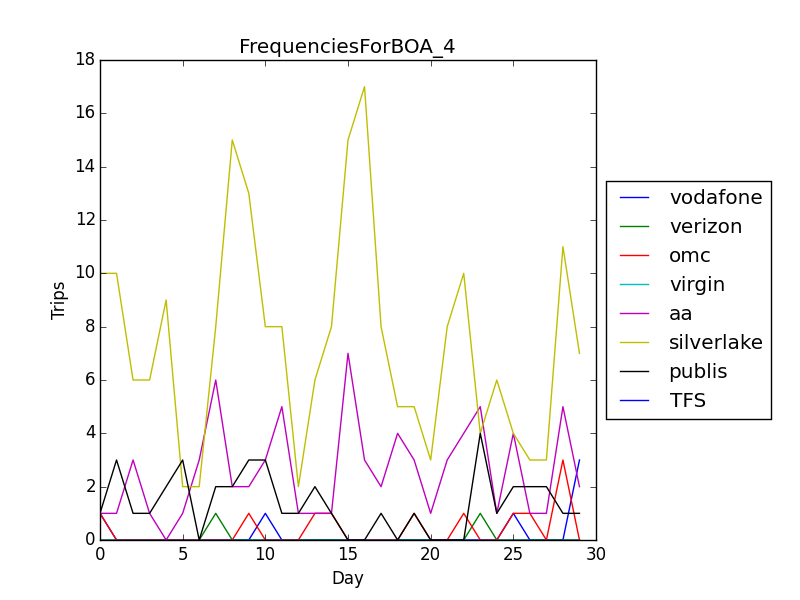 FrequenciesForBOA_4
Trips
18
16
14
12
10
8
6
4
2
0
0 5 10 15 20 25 30
Day
vodafone
verizon
omc
virgin
aa
silverlake
publis
TFS